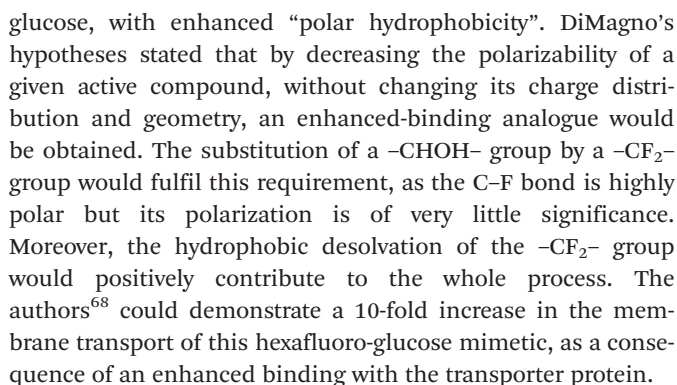 glucose, with enhanced “polar hydrophobicity”. DiMagno’s
hypotheses stated that by decreasing the polarizability of a
given active compound, without changing its charge distri-
bution and geometry, an enhanced-binding analogue would
be obtained. The substitution of a –CHOH– group by a –CF₂–
group would fulfil this requirement, as the C–F bond is highly
polar but its polarization is of very little significance.
Moreover, the hydrophobic desolvation of the –CF₂– group
would positively contribute to the whole process. The
authors⁶⁸ could demonstrate a 10-fold increase in the mem-
brane transport of this hexafluoro-glucose mimetic, as a conse-
quence of an enhanced binding with the transporter protein.